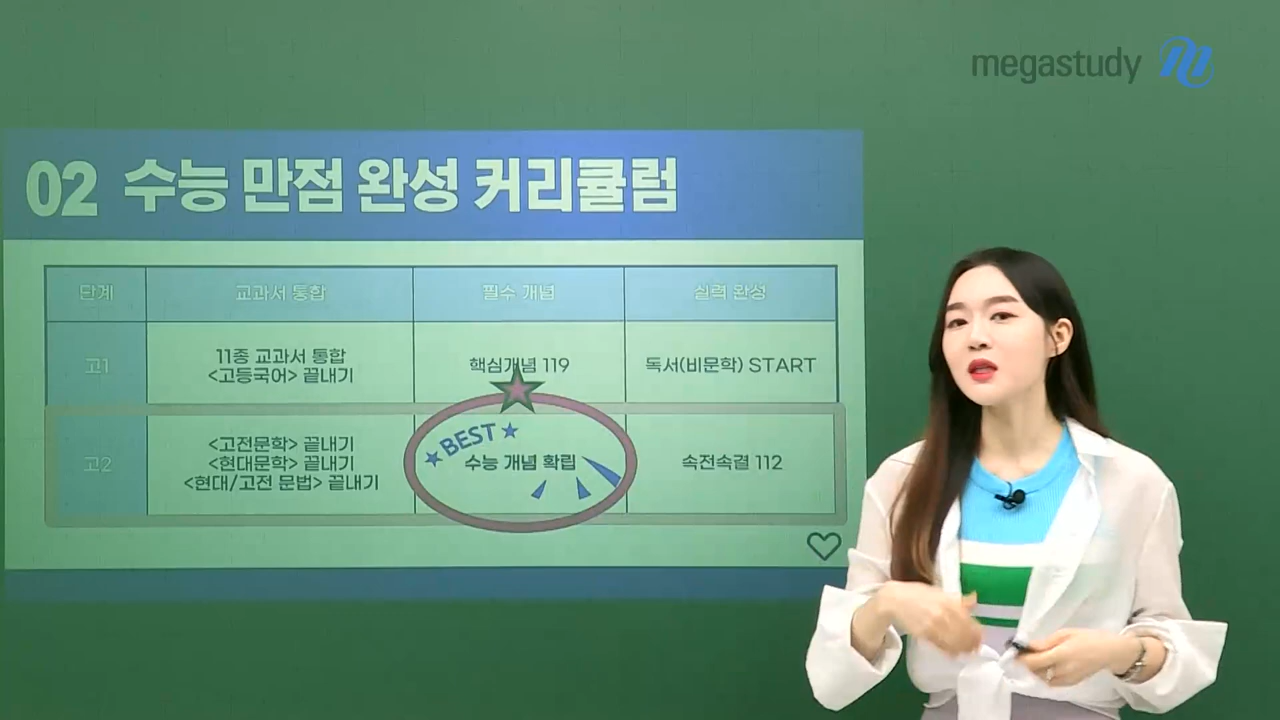 megastudy
02 수능 만점 완성 커리큘럼
단계
교과서 통합
필수 개념
실력 완성
고1
11종 교과서 통합
<고등국어> 끝내기
핵심개념 119
독서(비문학) START
고2
<고전문학> 끝내기
<현대문학> 끝내기
<현대/고전 문법> 끝내기
BEST
수능 개념 확립
속전속결 112